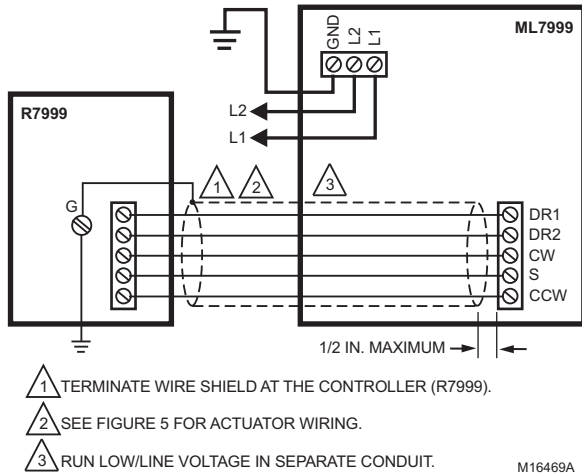 ML7999
GND
L2
L1
L2
L1
R7999
1
2
3
G
DR1
DR2
CW
S
CCW
1/2 IN. MAXIMUM
1 TERMINATE WIRE SHIELD AT THE CONTROLLER (R7999).
2 SEE FIGURE 5 FOR ACTUATOR WIRING.
3 RUN LOW/LINE VOLTAGE IN SEPARATE CONDUIT.
M16469A